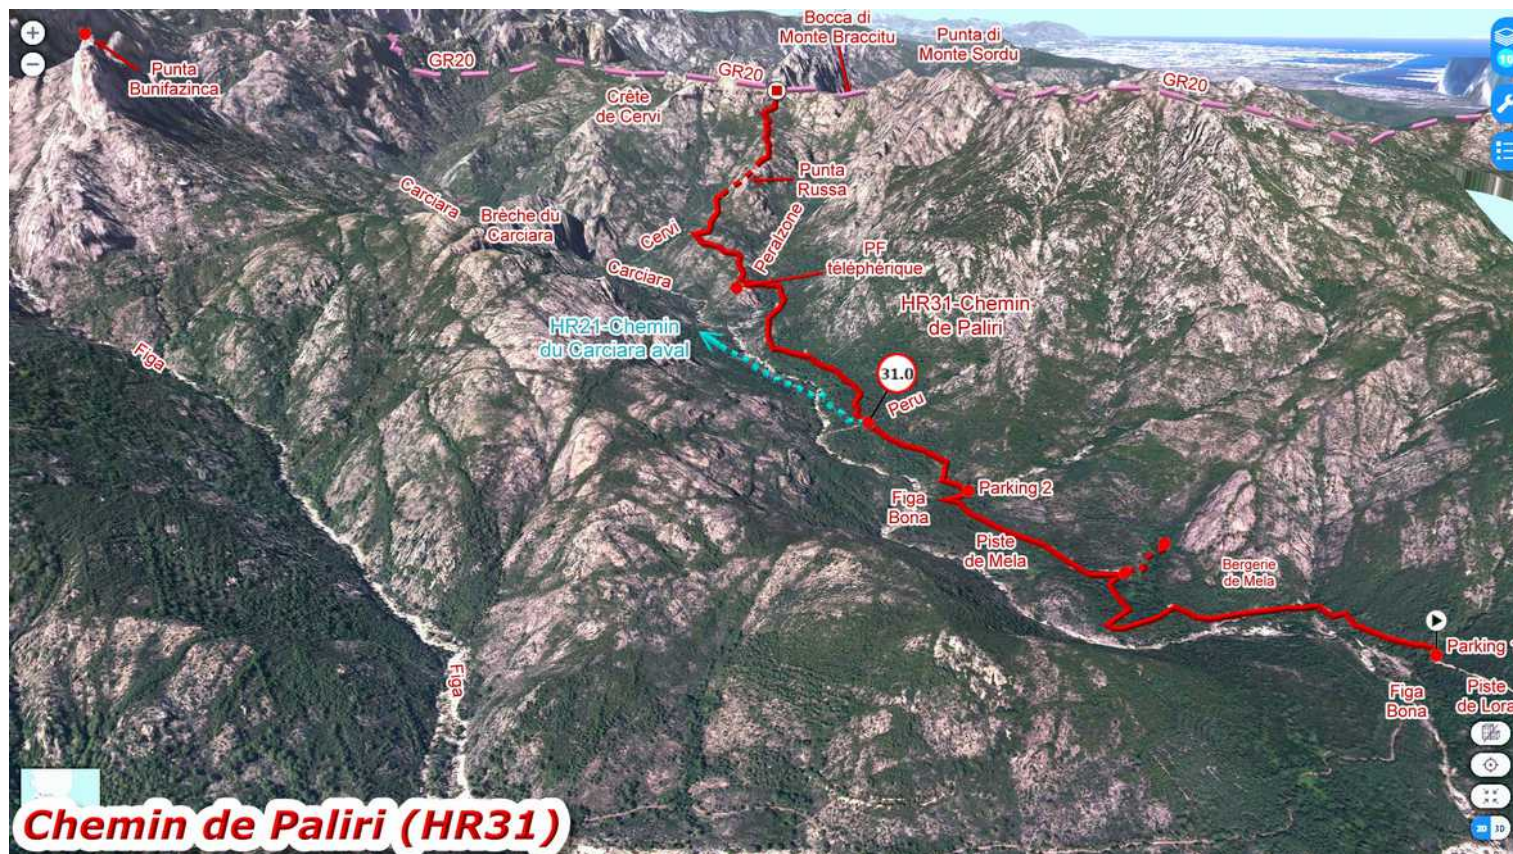 Bocca di
Monte Braccitu
Punta di
Monte Sordu
GR20
GR20
GR20
Punta
Bunifazinca
Crête
de Cervi
Punta
Russa
Carciara
Brèche du
Carciara
Cervi
Peralzone
PF
téléphérique
Carciara
HR31-Chemin
de Paliri
HR21-Chemin
du Carciara aval
Figa
31.0
Peru
Parking 2
Figa
Bona
Piste
de Mela
Bergerie
de Mela
Parking
Figa
Figa
Bona
Piste
de Lora
2D 3D
Chemin de Paliri (HR31)